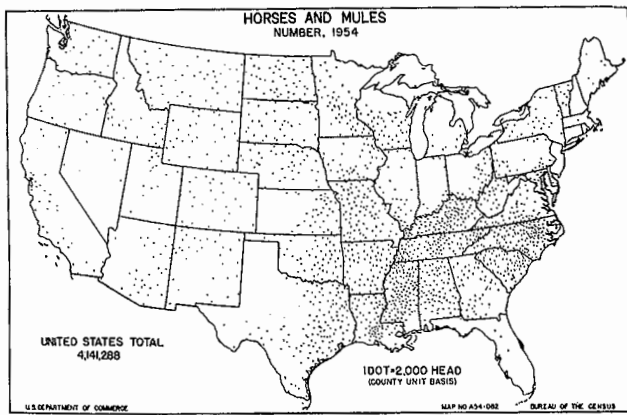 HORSES AND MULES
NUMBER, 1954
UNITED STATES TOTAL
4,141,288
1 DOT=2,000 HEAD
(COUNTY UNIT BASIS)
U.S. DEPARTMENT OF COMMERCE
MAP NO. A54-082
BUREAU OF THE CENSUS